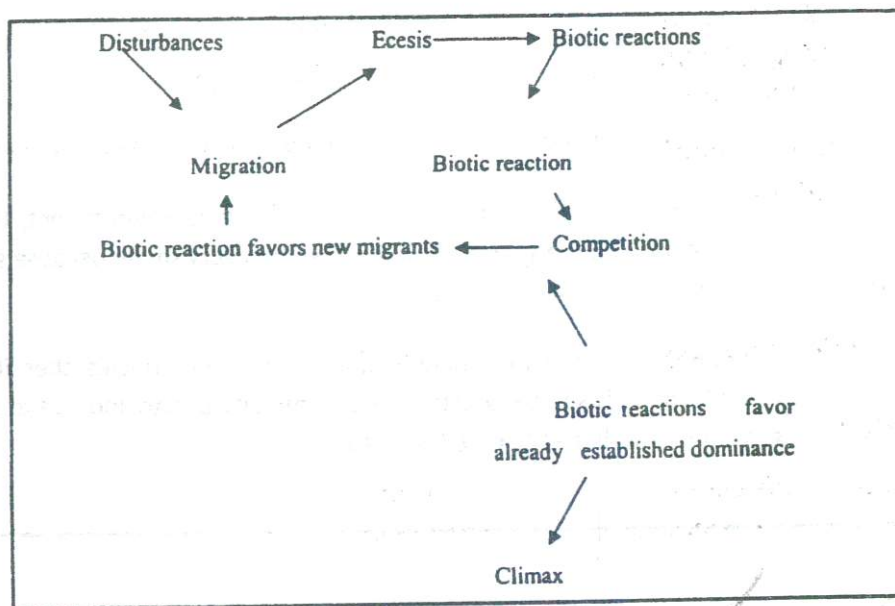 Disturbances Ecesis Biotic reactions
Migration Biotic reaction
Biotic reaction favors new migrants Competition
Biotic reactions favor
already established dominance
Climax